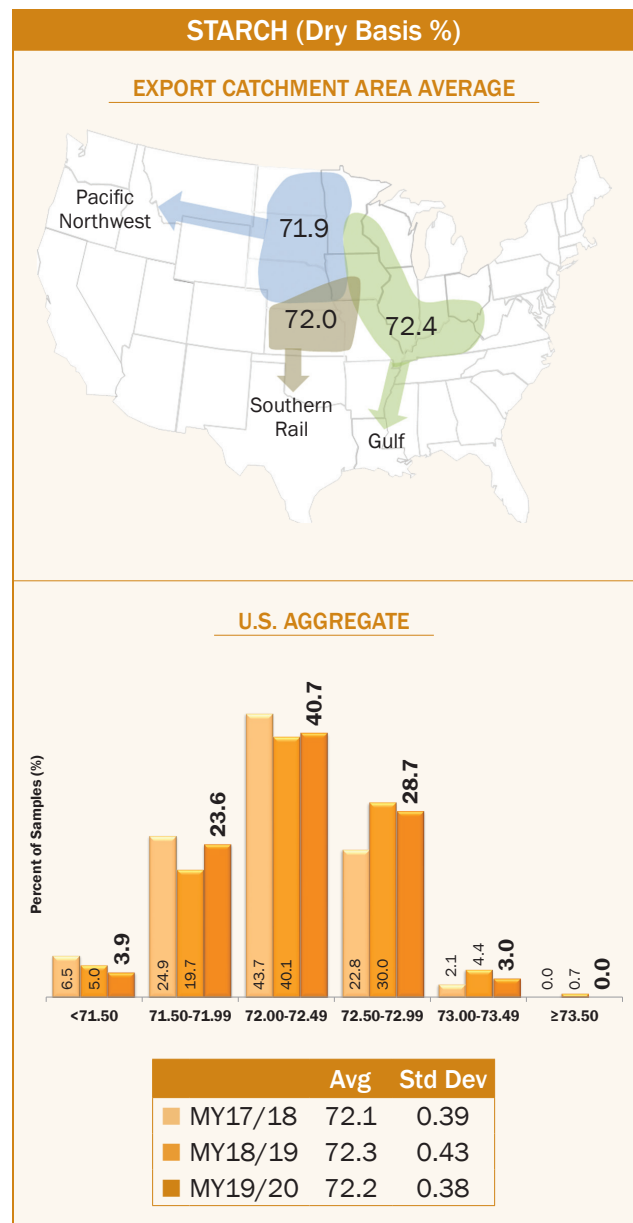 STARCH (Dry Basis %)
EXPORT CATCHMENT AREA AVERAGE
Pacific
Northwest
71.9
72.0
72.4
Southern
Rail
Gulf
U.S. AGGREGATE
Percent of Samples (%)
6.5 5.0 3.9
24.9 19.7 23.6
43.7 40.1 40.7
22.8 30.0 28.7
2.1 4.4 3.0
0.0 0.7 0.0
<71.50 71.50-71.99 72.00-72.49 72.50-72.99 73.00-73.49 ≥73.50
Avg Std Dev
MY17/18 72.1 0.39
MY18/19 72.3 0.43
MY19/20 72.2 0.38